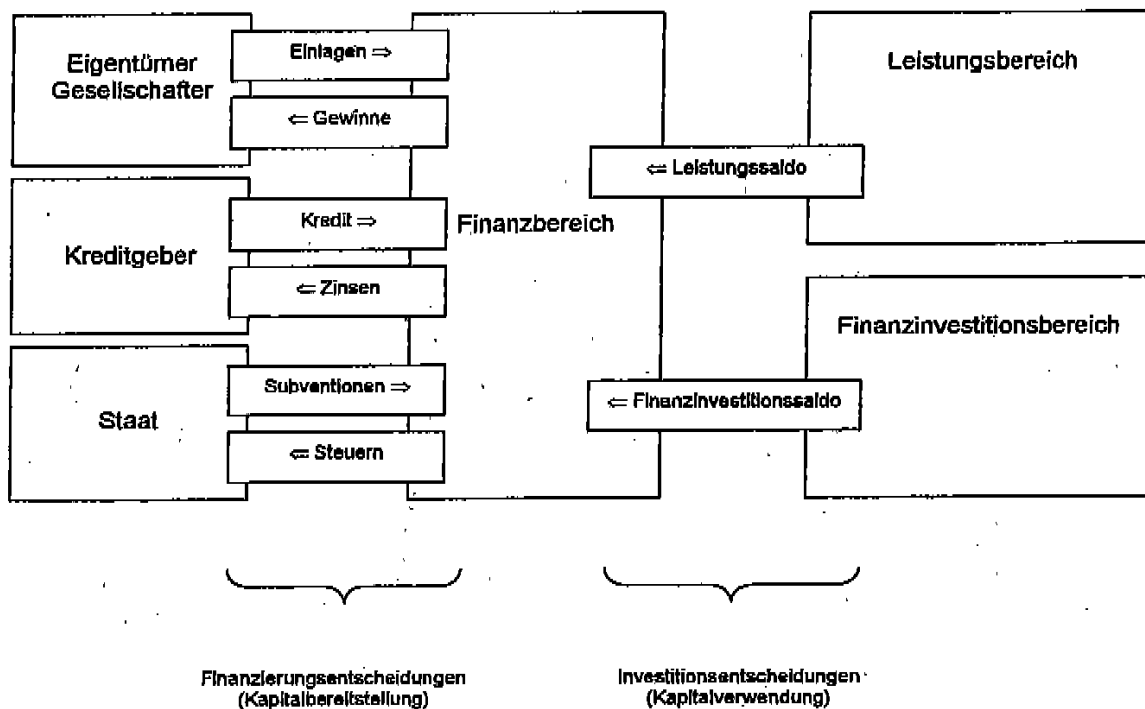 Eigentümer
Gesellschafter
Einlagen ⇒
⇐ Gewinne
Kreditgeber
Kredit ⇒
⇐ Zinsen
Staat
Subventionen ⇒
⇐ Steuern
Finanzbereich
Leistungsbereich
⇐ Leistungssaldo
Finanzinvestitionsbereich
⇐ Finanzinvestitionssaldo
Finanzierungsentscheidungen
(Kapitalbereitstellung)
Investitionsentscheidungen
(Kapitalverwendung)